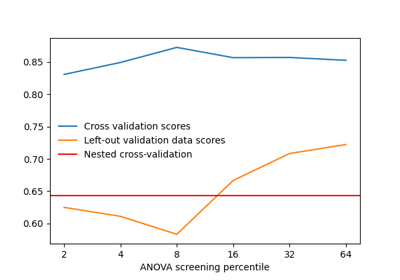 0.85
0.80
0.75
0.70
0.65
0.60
Cross validation scores
Left-out validation data scores
Nested cross-validation
2 4 8 16 32 64
ANOVA screening percentile